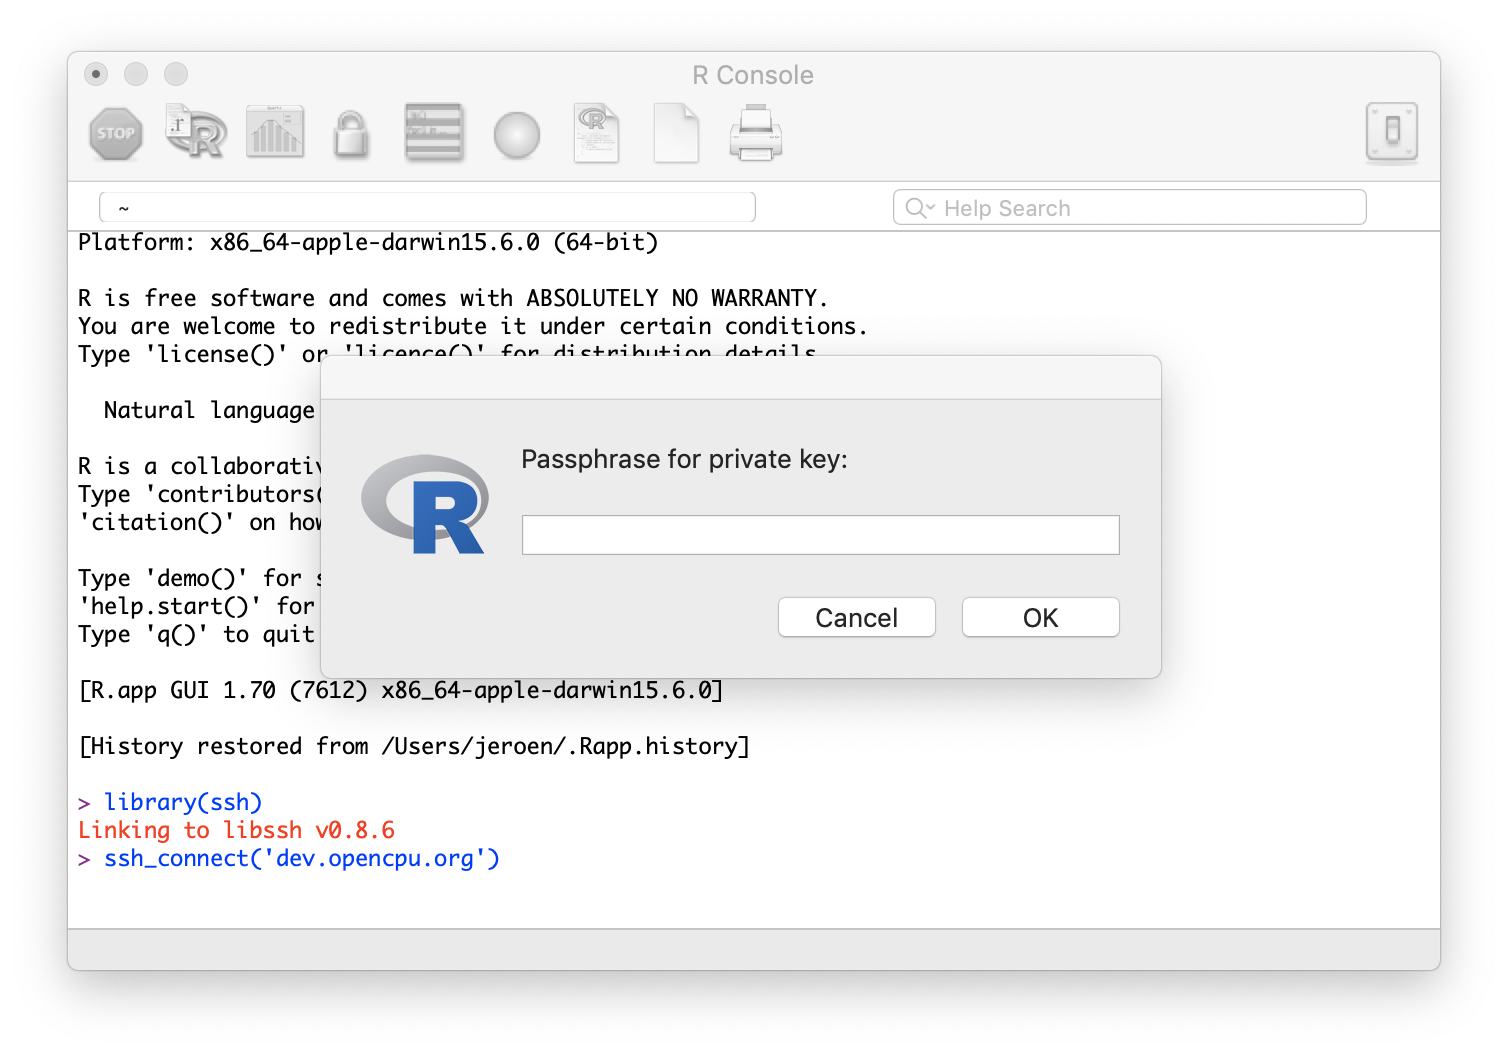 R Console
STOP
.r R
R
~
Help Search
Platform: x86_64-apple-darwin15.6.0 (64-bit)
R is free software and comes with ABSOLUTELY NO WARRANTY.
You are welcome to redistribute it under certain conditions.
Type 'license()' or 'licence()' for distribution details
Natural language
R is a collaborativ
Type 'contributors(
'citation()' on how
Type 'demo()' for s
'help.start()' for
Type 'q()' to quit
Passphrase for private key:
R
Cancel
OK
[R.app GUI 1.70 (7612) x86_64-apple-darwin15.6.0]
[History restored from /Users/jeroen/.Rapp.history]
> library(ssh)
Linking to libssh v0.8.6
> ssh_connect('dev.opencpu.org')